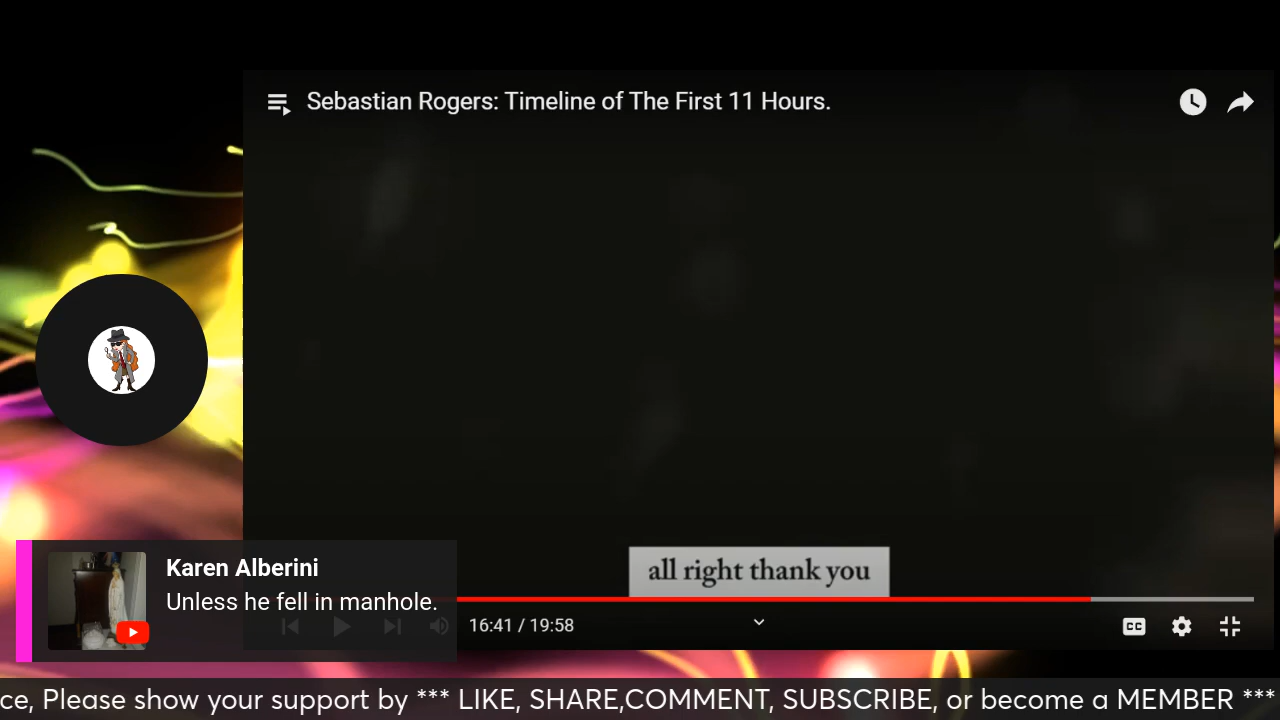 Sebastian Rogers: Timeline of The First 11 Hours.
all right thank you
Karen Alberini
Unless he fell in manhole.
16:41 / 19:58
CC
ce, Please show your support by *** LIKE, SHARE,COMMENT, SUBSCRIBE, or become a MEMBER ***